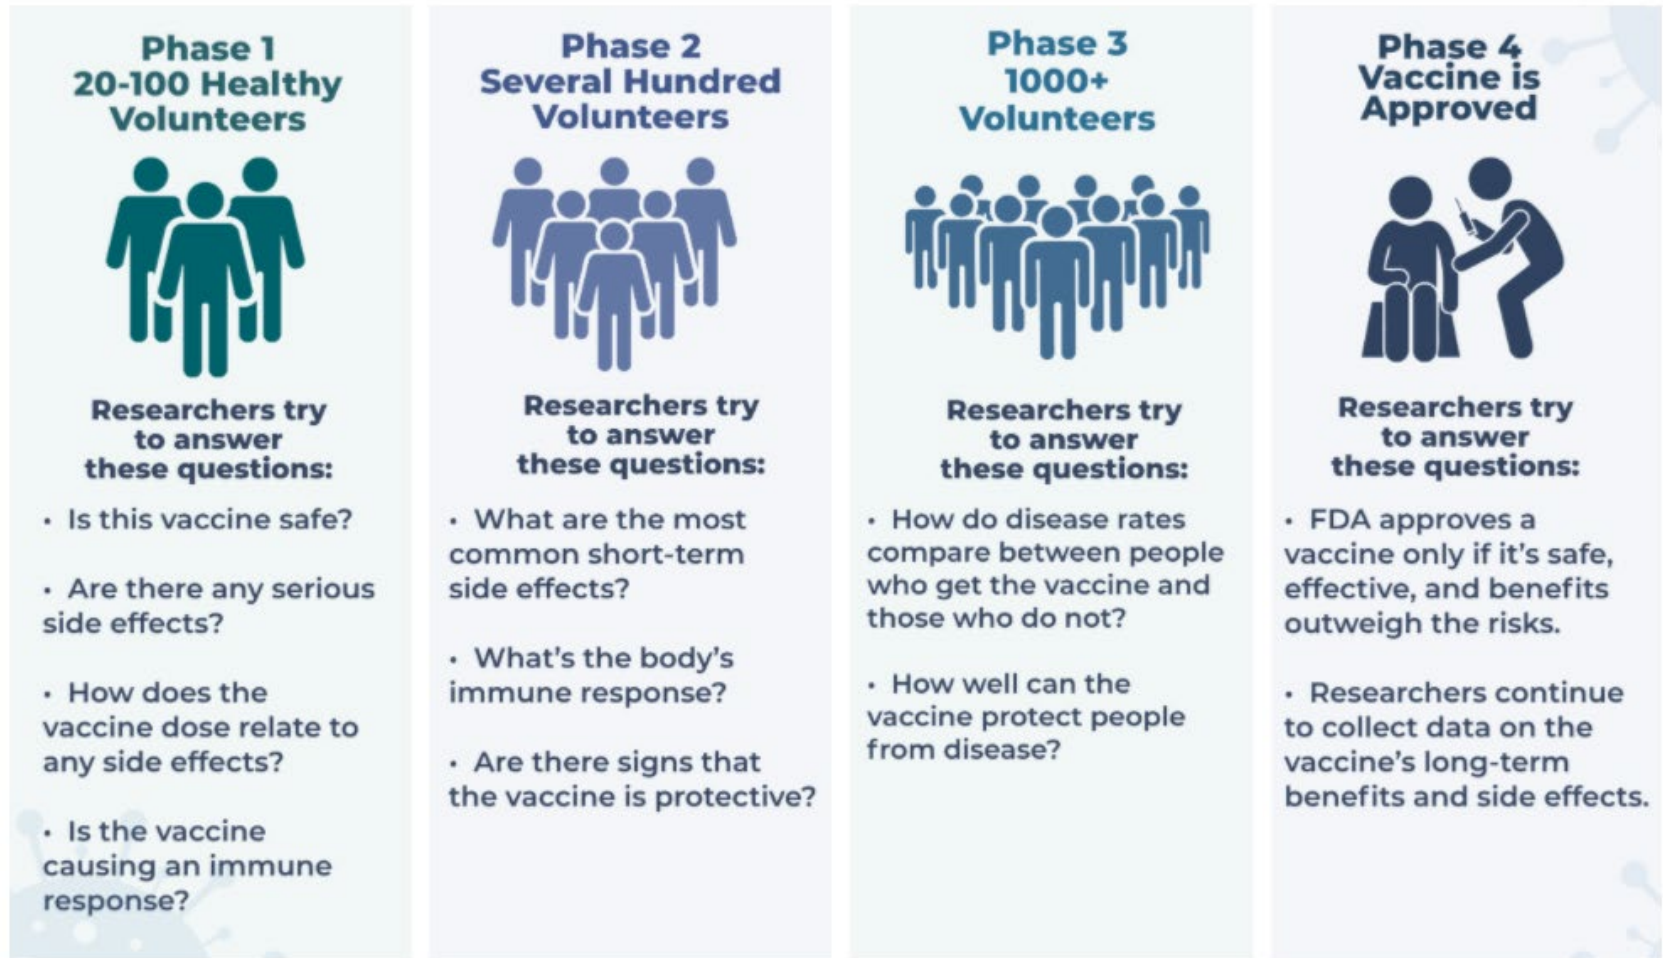 Phase 1
20-100 Healthy
Volunteers
Researchers try
to answer
these questions:
• Is this vaccine safe?
• Are there any serious
side effects?
• How does the
vaccine dose relate to
any side effects?
• Is the vaccine
causing an immune
response?
Phase 2
Several Hundred
Volunteers
Researchers try
to answer
these questions:
• What are the most
common short-term
side effects?
• What's the body's
immune response?
• Are there signs that
the vaccine is protective?
Phase 3
1000+
Volunteers
Researchers try
to answer
these questions:
• How do disease rates
compare between people
who get the vaccine and
those who do not?
• How well can the
vaccine protect people
from disease?
Phase 4
Vaccine is
Approved
Researchers try
to answer
these questions:
• FDA approves a
vaccine only if it's safe,
effective, and benefits
outweigh the risks.
• Researchers continue
to collect data on the
vaccine's long-term
benefits and side effects.